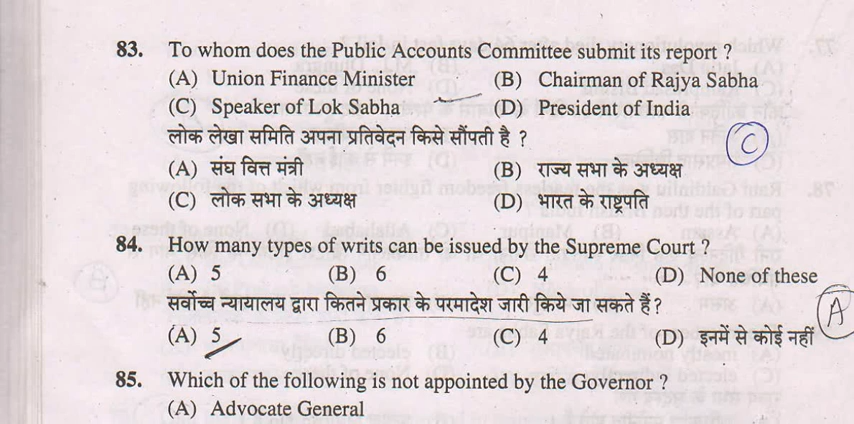 83. To whom does the Public Accounts Committee submit its report ?
(A) Union Finance Minister (B) Chairman of Rajya Sabha
(C) Speaker of Lok Sabha (D) President of India
लोक लेखा समिति अपना प्रतिवेदन किसे सौंपती है ?
C
(A) संघ वित्त मंत्री (B) राज्य सभा के अध्यक्ष
(C) लोक सभा के अध्यक्ष (D) भारत के राष्ट्रपति
84. How many types of writs can be issued by the Supreme Court ?
(A) 5 (B) 6 (C) 4 (D) None of these
सर्वोच्च न्यायालय द्वारा कितने प्रकार के परमादेश जारी किये जा सकते हैं?
A
(A) 5 (B) 6 (C) 4 (D) इनमें से कोई नहीं
85. Which of the following is not appointed by the Governor ?
(A) Advocate General